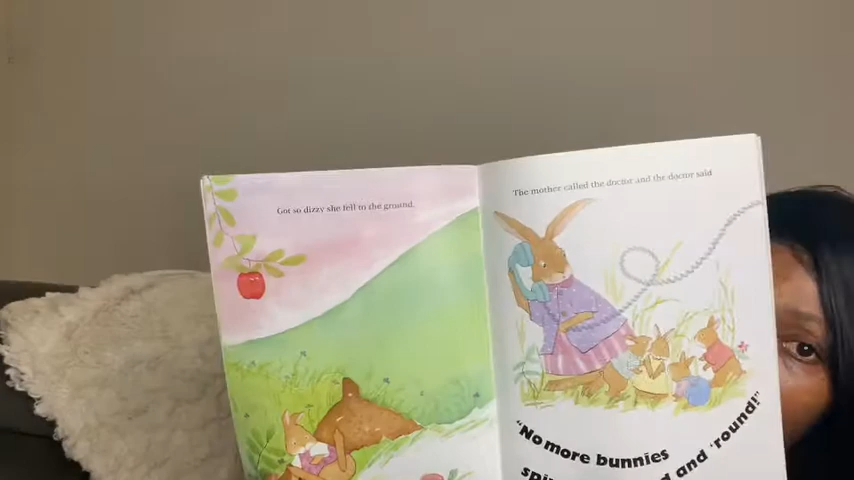 Got so dizzy she fell to the ground.
The mother called the doctor and the doctor said
"No more bunnies
and 'round!"